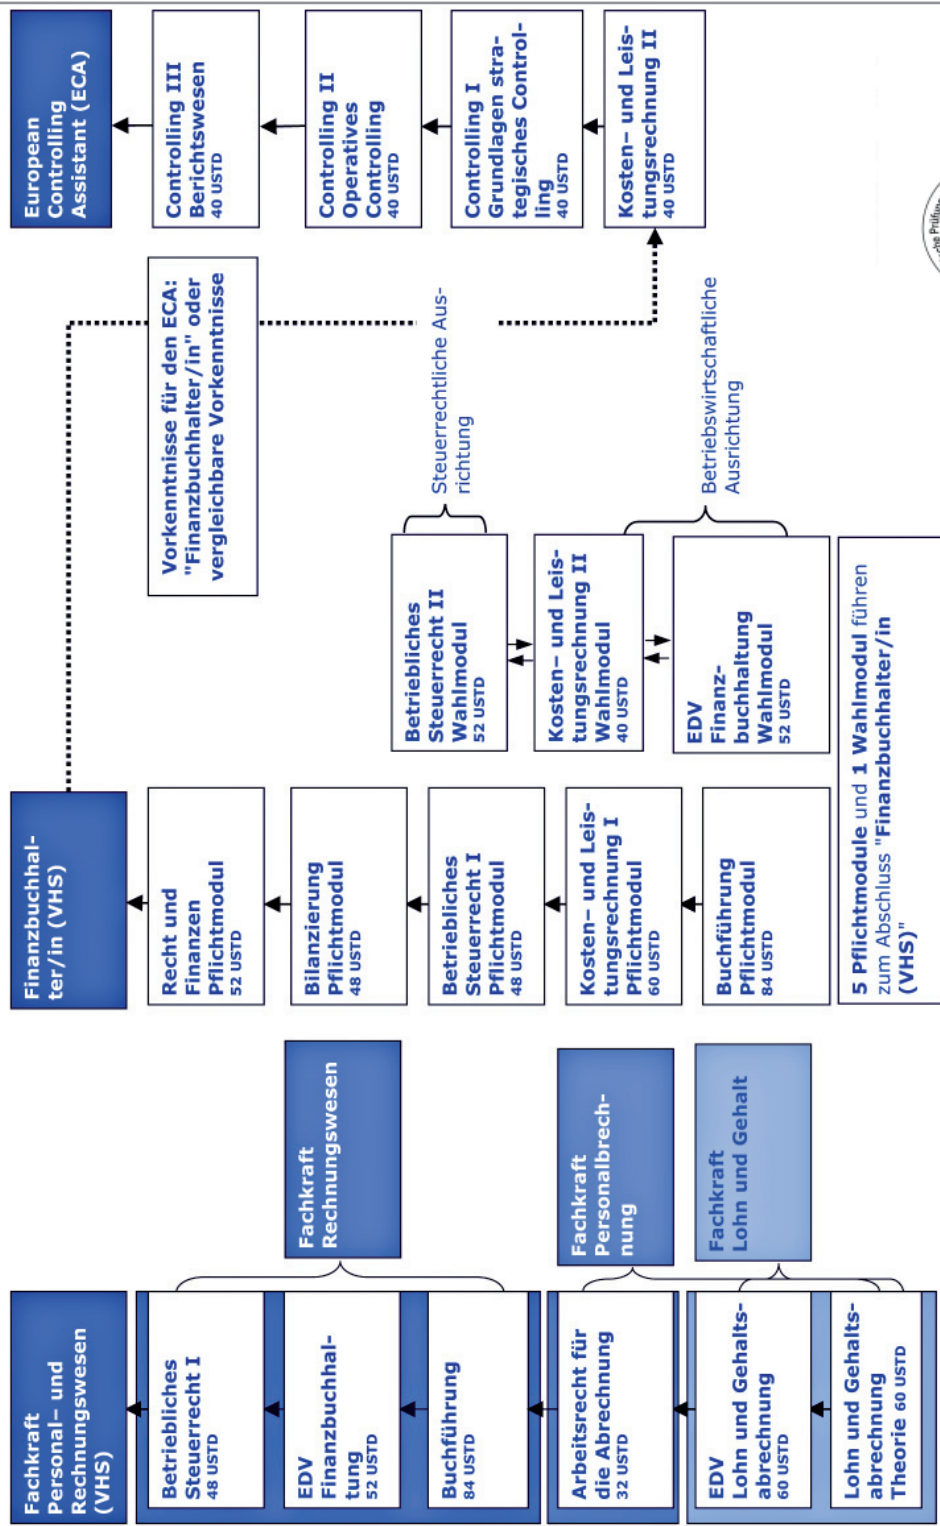 Fachkraft
Personal– und
Rechnungswesen
(VHS)
Betriebliches
Steuerrecht I
48 USTD
EDV
Finanzbuchhal–
tung
52 USTD
Buchführung
84 USTD
Arbeitsrecht für
die Abrechnung
32 USTD
EDV
Lohn und Gehalts–
abrechnung
60 USTD
Lohn und Gehalts–
abrechnung
Theorie 60 USTD
Fachkraft
Rechnungswesen
Fachkraft
Personalbrech–
nung
Fachkraft
Lohn und Gehalt
Finanzbuchhal–
ter/in (VHS)
Recht und
Finanzen
Pflichtmodul
52 USTD
Bilanzierung
Pflichtmodul
48 USTD
Betriebliches
Steuerrecht I
Pflichtmodul
48 USTD
Kosten– und Leis–
tungsrechnung I
Pflichtmodul
60 USTD
Buchführung
Pflichtmodul
84 USTD
Betriebliches
Steuerrecht II
Wahlmodul
52 USTD
Kosten– und Leis–
tungsrechnung II
Wahlmodul
40 USTD
EDV
Finanz–
buchhaltung
Wahlmodul
52 USTD
5 Pflichtmodule und 1 Wahlmodul führen
zum Abschluss "Finanzbuchhalter/in
(VHS)"
Steuerrechtliche Aus–
richtung
Betriebswirtschaftliche
Ausrichtung
Vorkenntnisse für den ECA:
"Finanzbuchhalter/in" oder
vergleichbare Vorkenntnisse
European
Controlling
Assistant (ECA)
Controlling III
Berichtswesen
40 USTD
Controlling II
Operatives
Controlling
40 USTD
Controlling I
Grundlagen stra–
tegisches Control–
ling
40 USTD
Kosten– und Leis–
tungsrechnung II
40 USTD